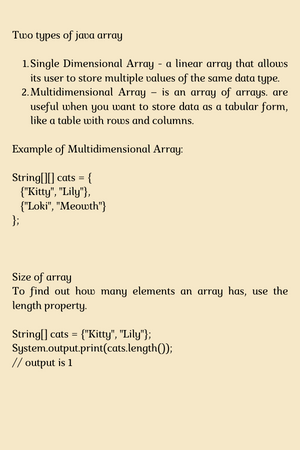 Two types of java array
1. Single Dimensional Array - a linear array that allows
its user to store multiple values of the same data type.
2. Multidimensional Array – is an array of arrays. are
useful when you want to store data as a tabular form,
like a table with rows and columns.
Example of Multidimensional Array:
String[][] cats = {
{"Kitty", "Lily"},
{"Loki", "Meowth"}
};
Size of array
To find out how many elements an array has, use the
length property.
String[] cats = {"Kitty", "Lily"};
System.output.print(cats.length());
// output is 1